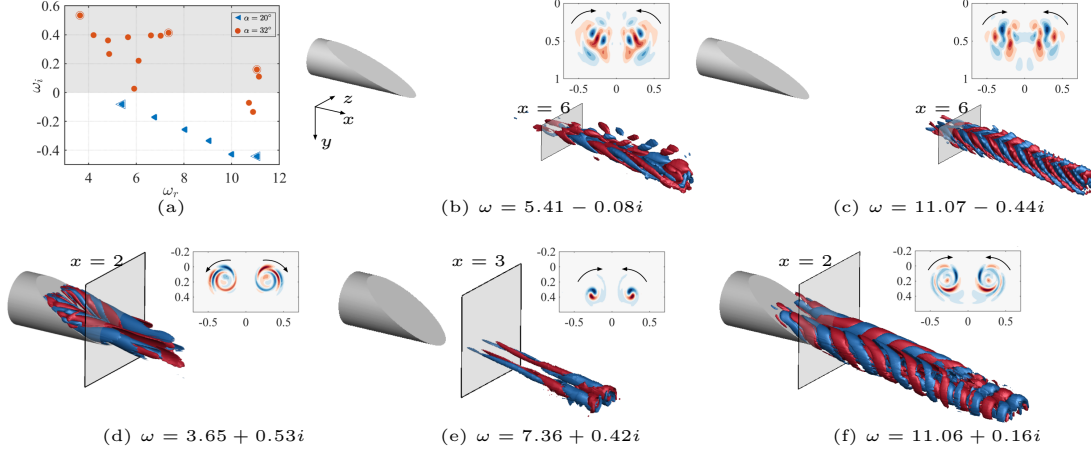 0.6
0.4
0.2
0
-0.2
-0.4
ωᵢ
4 6 8 10 12
ωᵣ
α = 20°
α = 32°
(a)
z
x
y
0
0.5
1
-0.5 0 0.5
x = 6
(b) ω = 5.41 − 0.08i
0
0.5
1
-0.5 0 0.5
x = 6
(c) ω = 11.07 − 0.44i
x = 2
-0.2
0
0.2
0.4
-0.5 0 0.5
(d) ω = 3.65 + 0.53i
x = 3
-0.2
0
0.2
0.4
-0.5 0 0.5
(e) ω = 7.36 + 0.42i
x = 2
-0.2
0
0.2
0.4
-0.5 0 0.5
(f) ω = 11.06 + 0.16i